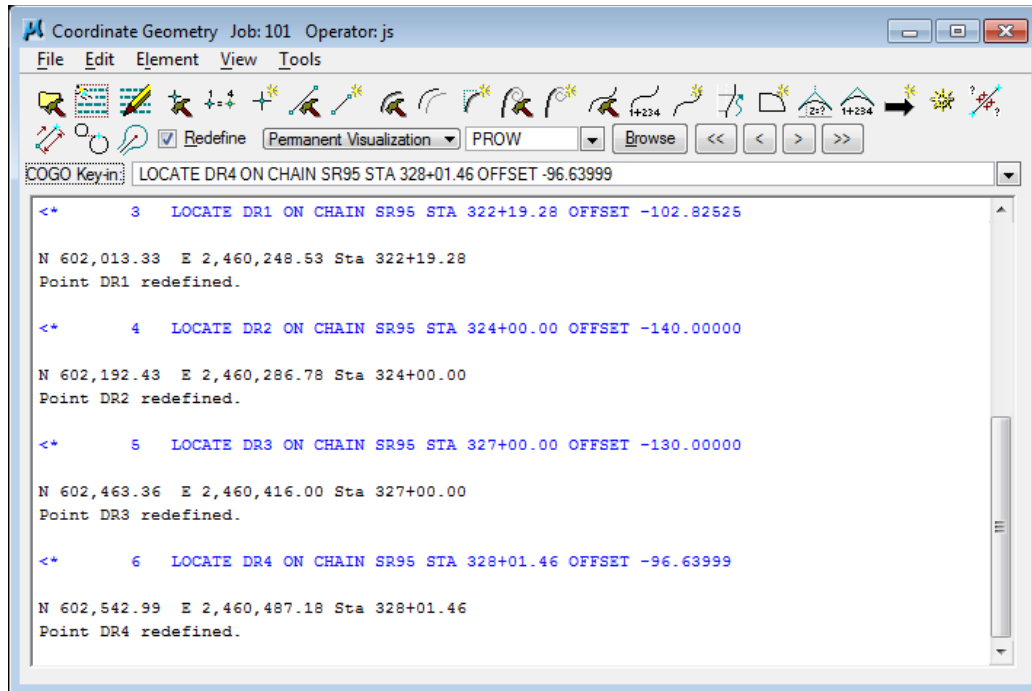 Coordinate Geometry Job: 101 Operator: js
File Edit Element View Tools
Redefine Permanent Visualization PROW Browse << < > >>
COGO Key-in: LOCATE DR4 ON CHAIN SR95 STA 328+01.46 OFFSET -96.63999
<* 3 LOCATE DR1 ON CHAIN SR95 STA 322+19.28 OFFSET -102.82525
N 602,013.33 E 2,460,248.53 Sta 322+19.28
Point DR1 redefined.
<* 4 LOCATE DR2 ON CHAIN SR95 STA 324+00.00 OFFSET -140.00000
N 602,192.43 E 2,460,286.78 Sta 324+00.00
Point DR2 redefined.
<* 5 LOCATE DR3 ON CHAIN SR95 STA 327+00.00 OFFSET -130.00000
N 602,463.36 E 2,460,416.00 Sta 327+00.00
Point DR3 redefined.
<* 6 LOCATE DR4 ON CHAIN SR95 STA 328+01.46 OFFSET -96.63999
N 602,542.99 E 2,460,487.18 Sta 328+01.46
Point DR4 redefined.